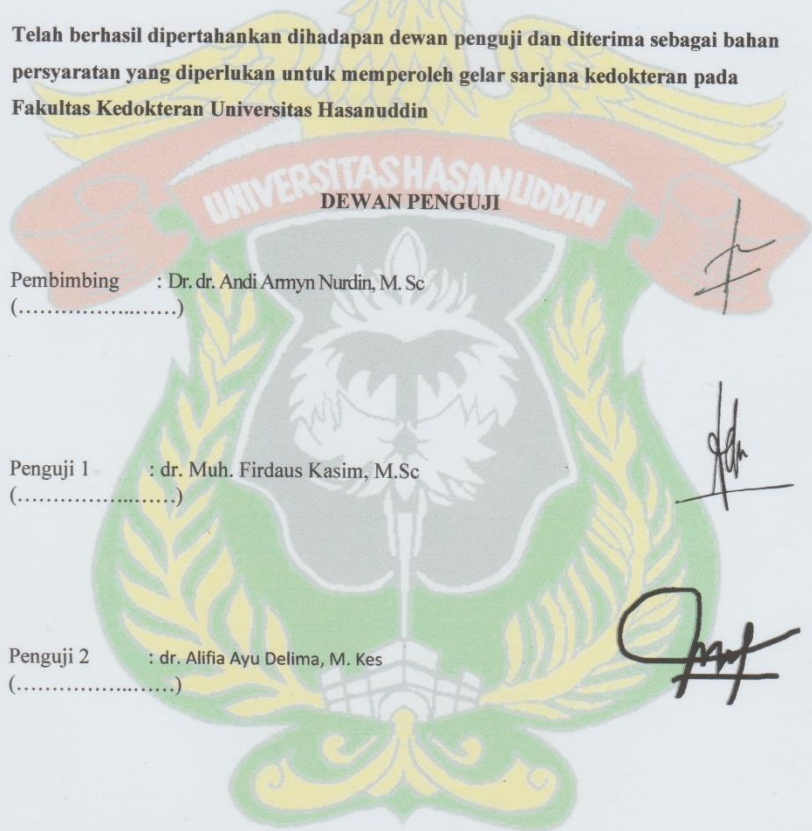 Telah berhasil dipertahankan dihadapan dewan penguji dan diterima sebagai bahan
persyaratan yang diperlukan untuk memperoleh gelar sarjana kedokteran pada
Fakultas Kedokteran Universitas Hasanuddin
UNIVERSITAS HASANUDDIN
DEWAN PENGUJI
Pembimbing : Dr. dr. Andi Armyn Nurdin, M. Sc
(……………..……)
Penguji 1 : dr. Muh. Firdaus Kasim, M.Sc
(……………..……)
Penguji 2 : dr. Alifia Ayu Delima, M. Kes
(……………..……)